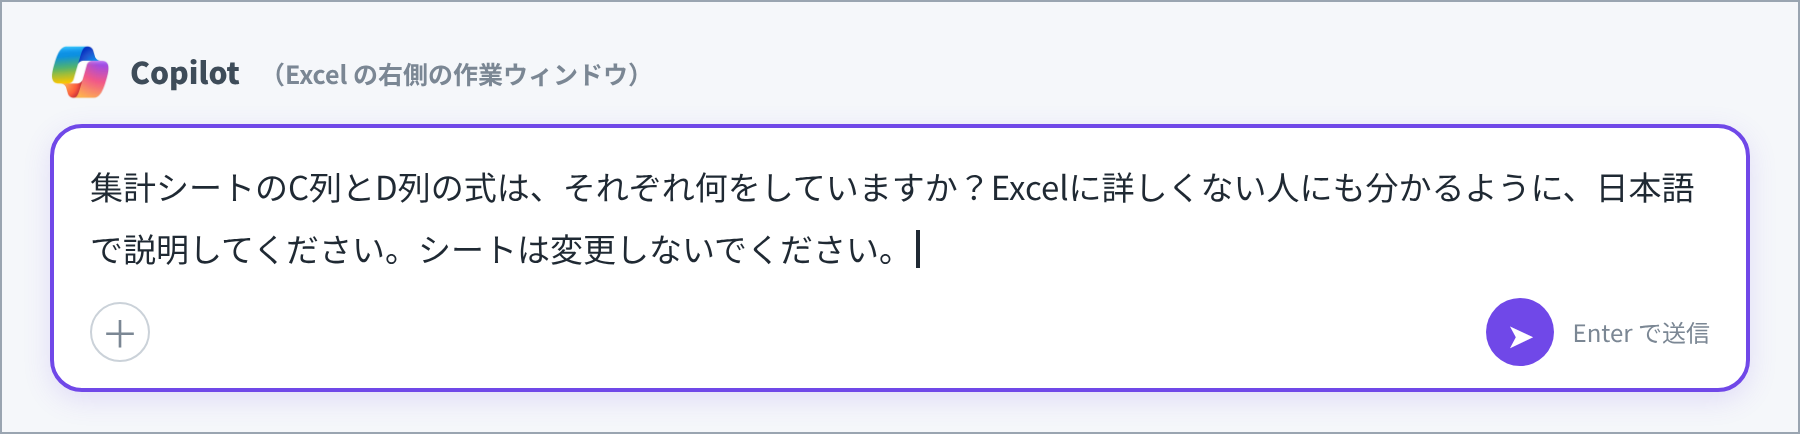 Copilot （Excel の右側の作業ウィンドウ）
集計シートのC列とD列の式は、それぞれ何をしていますか？Excelに詳しくない人にも分かるように、日本語
で説明してください。シートは変更しないでください。
Enter で送信